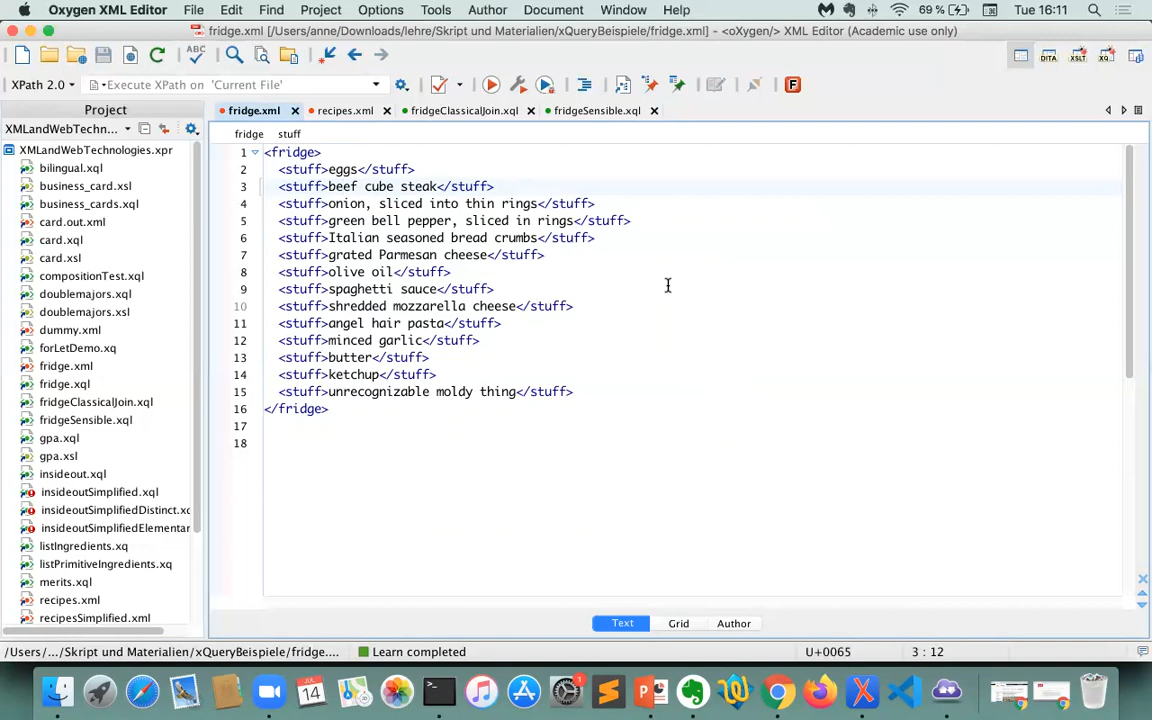 Oxygen XML Editor File Edit Find Project Options Tools Author Document Window Help 69 % Tue 16:11
fridge.xml [/Users/anne/Downloads/lehre/Skript und Materialien/xQueryBeispiele/fridge.xml] - <oXygen/> XML Editor (Academic use only)
XPath 2.0 Execute XPath on 'Current File'
Project
fridge.xml recipes.xml fridgeClassicalJoin.xql fridgeSensible.xql
XMLandWebTechn...
fridge stuff
XMLandWebTechnologies.xpr
bilingual.xql
business_card.xsl
business_cards.xql
card.out.xml
card.xql
card.xsl
compositionTest.xql
doublemajors.xql
doublemajors.xsl
dummy.xml
forLetDemo.xq
fridge.xml
fridge.xql
fridgeClassicalJoin.xql
fridgeSensible.xql
gpa.xql
gpa.xsl
insideout.xql
insideoutSimplified.xql
insideoutSimplifiedDistinct.xq
insideoutSimplifiedElementar
listIngredients.xq
listPrimitiveIngredients.xq
merits.xql
recipes.xml
recipesSimplified.xml
1 <fridge>
2 <stuff>eggs</stuff>
3 <stuff>beef cube steak</stuff>
4 <stuff>onion, sliced into thin rings</stuff>
5 <stuff>green bell pepper, sliced in rings</stuff>
6 <stuff>Italian seasoned bread crumbs</stuff>
7 <stuff>grated Parmesan cheese</stuff>
8 <stuff>olive oil</stuff>
9 <stuff>spaghetti sauce</stuff>
10 <stuff>shredded mozzarella cheese</stuff>
11 <stuff>angel hair pasta</stuff>
12 <stuff>minced garlic</stuff>
13 <stuff>butter</stuff>
14 <stuff>ketchup</stuff>
15 <stuff>unrecognizable moldy thing</stuff>
16 </fridge>
17
18
Text Grid Author
/Users/.../Skript und Materialien/xQueryBeispiele/fridge.... Learn completed U+0065 3 : 12